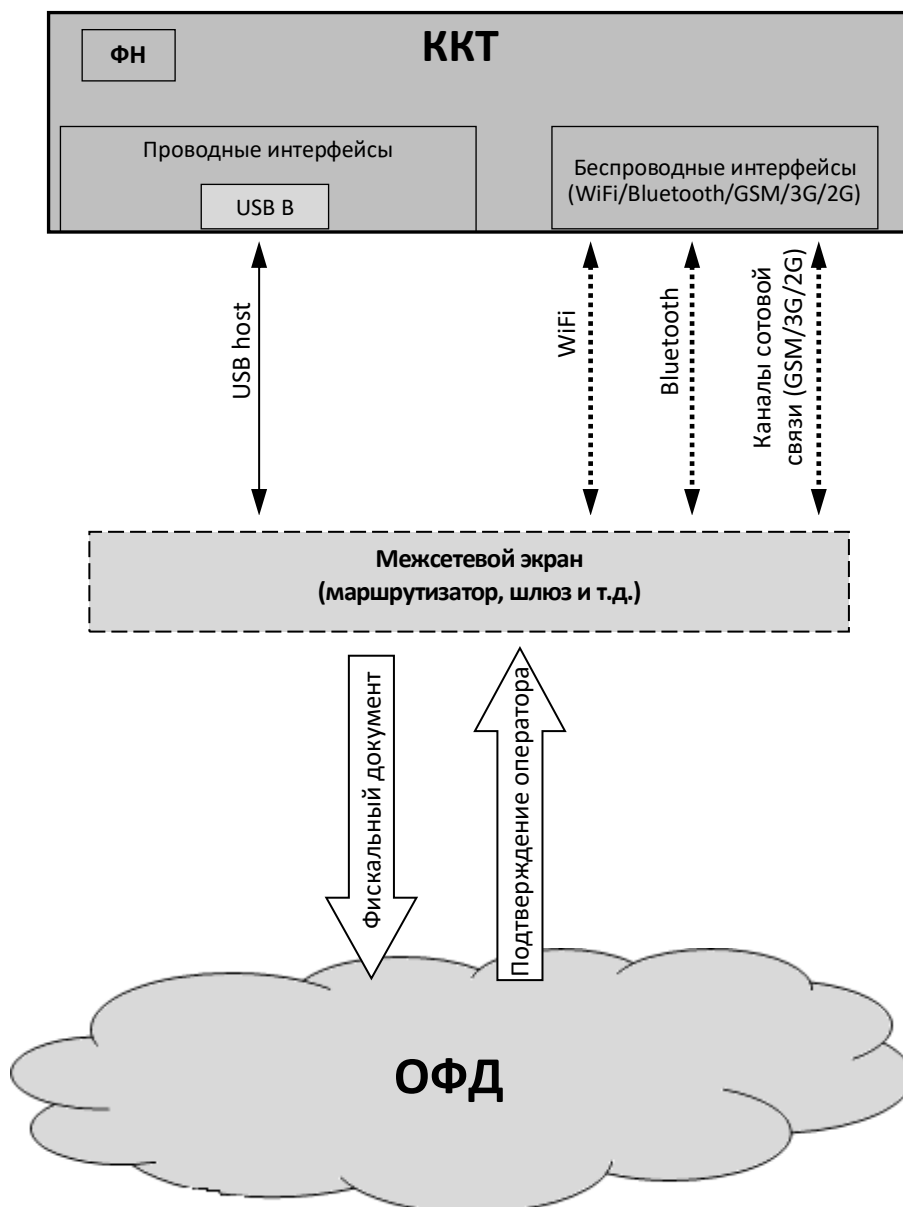 ФН
ККТ
Проводные интерфейсы
USB B
Беспроводные интерфейсы
(WiFi/Bluetooth/GSM/3G/2G)
USB host
WiFi
Bluetooth
Каналы сотовой
связи (GSM/3G/2G)
Межсетевой экран
(маршрутизатор, шлюз и т.д.)
Фискальный документ
Подтверждение оператора
ОФД